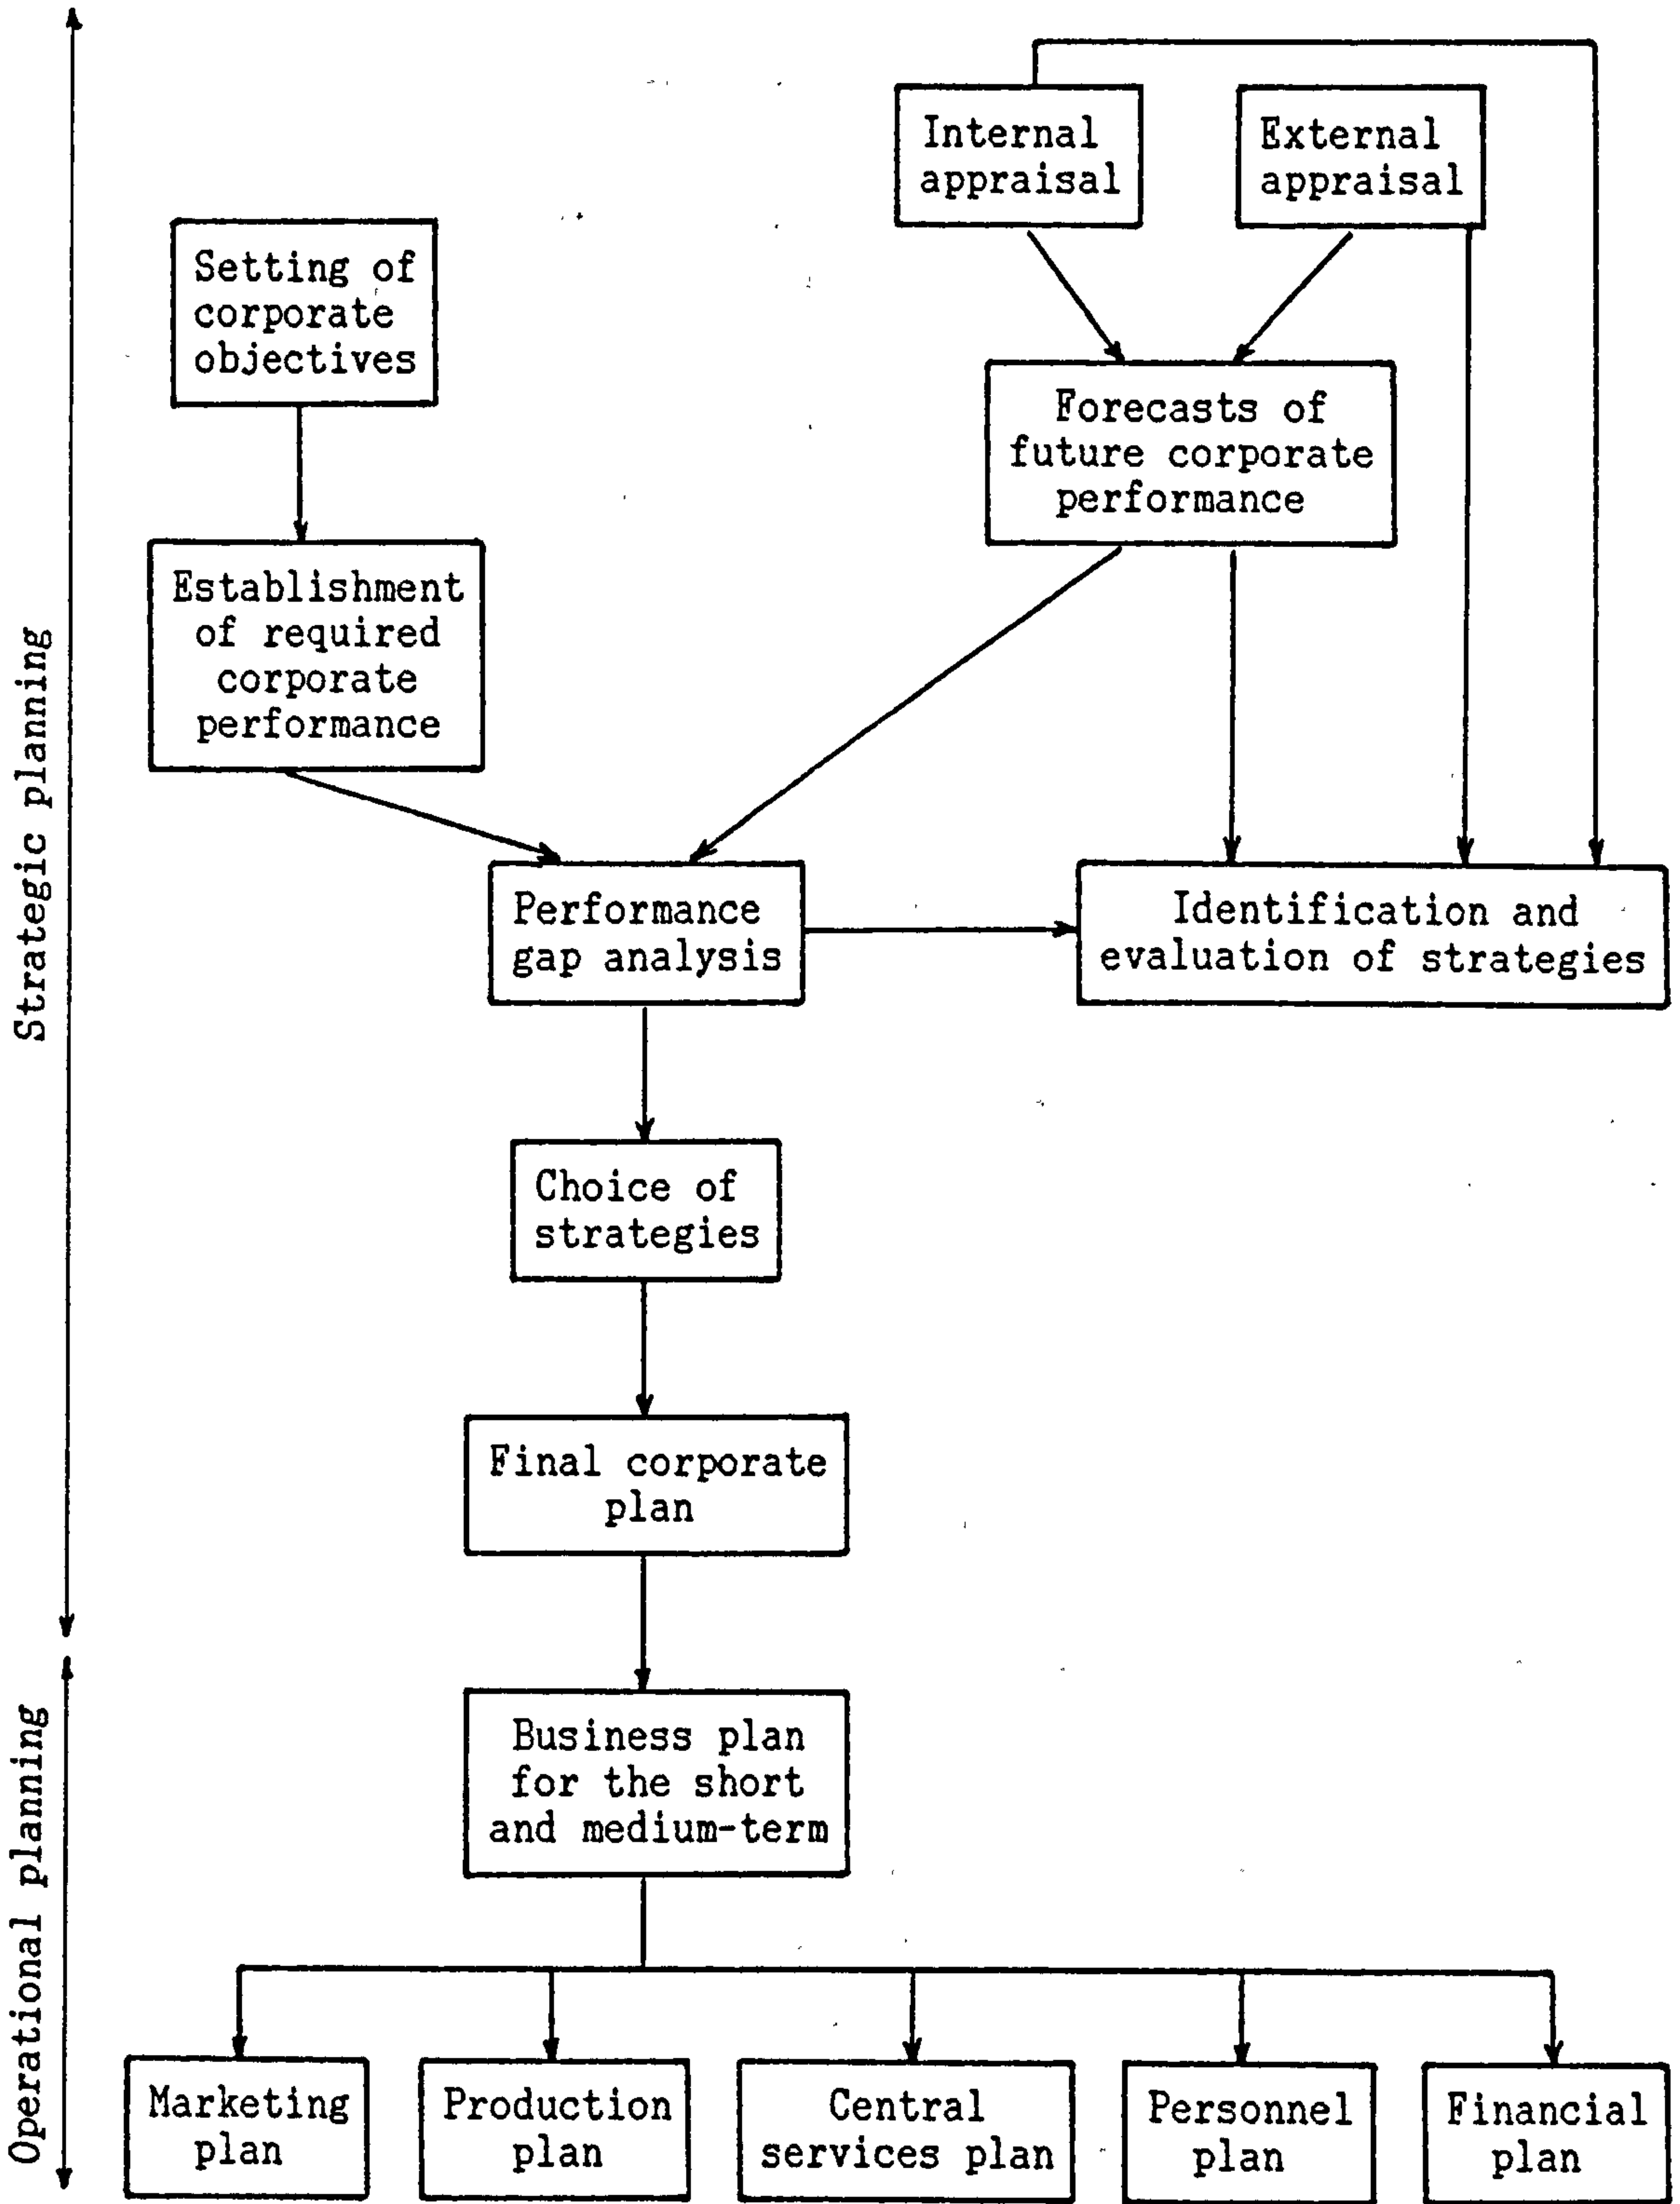 Internal
appraisal
External
appraisal
Setting of
corporate
objectives
Forecasts of
future corporate
performance
Establishment
of required
corporate
performance
Strategic planning
Performance
gap analysis
Identification and
evaluation of strategies
Choice of
strategies
Final corporate
plan
Business plan
for the short
and medium-term
Operational planning
Marketing
plan
Production
plan
Central
services plan
Personnel
plan
Financial
plan